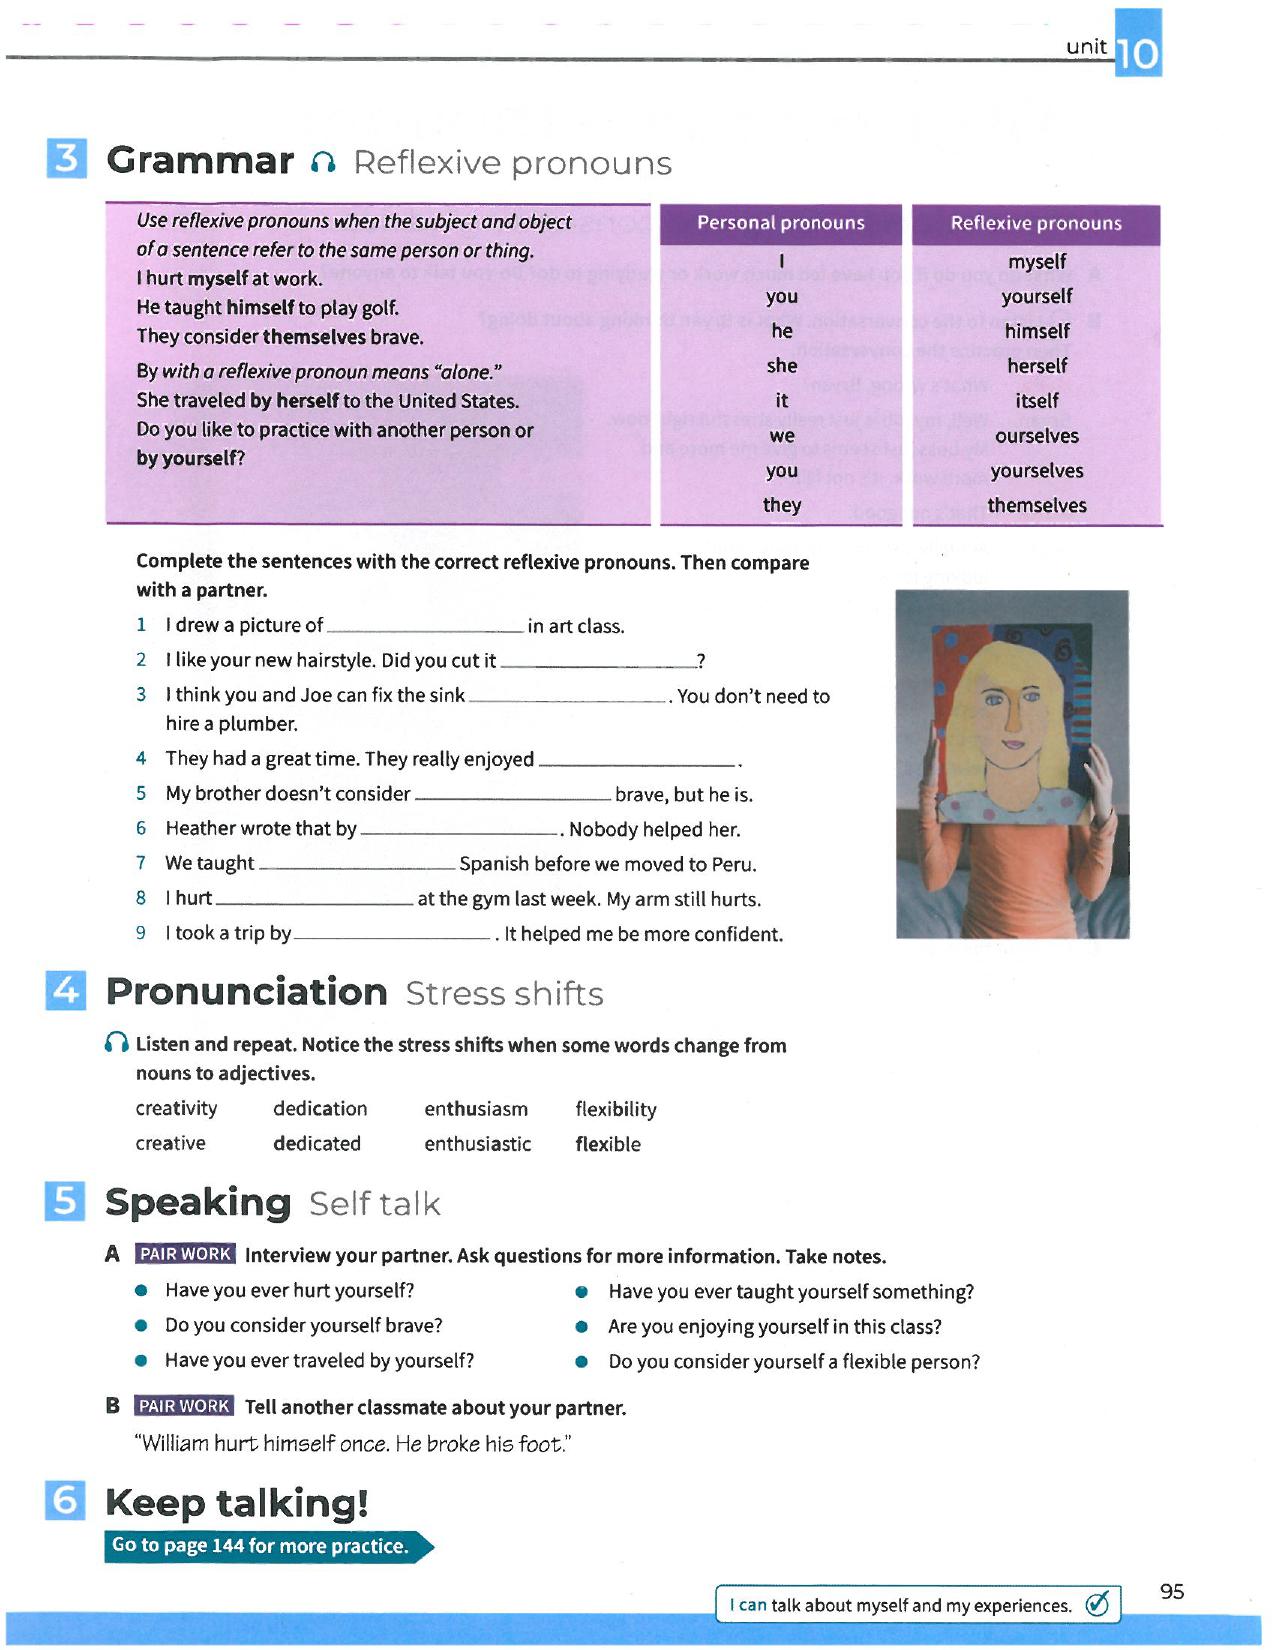 unit 10
3 Grammar Reflexive pronouns
Use reflexive pronouns when the subject and object
of a sentence refer to the same person or thing.
I hurt myself at work.
He taught himself to play golf.
They consider themselves brave.
By with a reflexive pronoun means “alone.”
She traveled by herself to the United States.
Do you like to practice with another person or
by yourself?
Personal pronouns Reflexive pronouns
I myself
you yourself
he himself
she herself
it itself
we ourselves
you yourselves
they themselves
Complete the sentences with the correct reflexive pronouns. Then compare
with a partner.
1 I drew a picture of ____________ in art class.
2 I like your new hairstyle. Did you cut it ____________?
3 I think you and Joe can fix the sink ____________. You don’t need to
hire a plumber.
4 They had a great time. They really enjoyed ____________.
5 My brother doesn’t consider ____________ brave, but he is.
6 Heather wrote that by ____________. Nobody helped her.
7 We taught ____________ Spanish before we moved to Peru.
8 I hurt ____________ at the gym last week. My arm still hurts.
9 I took a trip by ____________. It helped me be more confident.
4 Pronunciation Stress shifts
Listen and repeat. Notice the stress shifts when some words change from
nouns to adjectives.
creativity dedication enthusiasm flexibility
creative dedicated enthusiastic flexible
5 Speaking Self talk
A PAIR WORK Interview your partner. Ask questions for more information. Take notes.
• Have you ever hurt yourself? • Have you ever taught yourself something?
• Do you consider yourself brave? • Are you enjoying yourself in this class?
• Have you ever traveled by yourself? • Do you consider yourself a flexible person?
B PAIR WORK Tell another classmate about your partner.
“William hurt himself once. He broke his foot.”
6 Keep talking!
Go to page 144 for more practice.
I can talk about myself and my experiences.
95